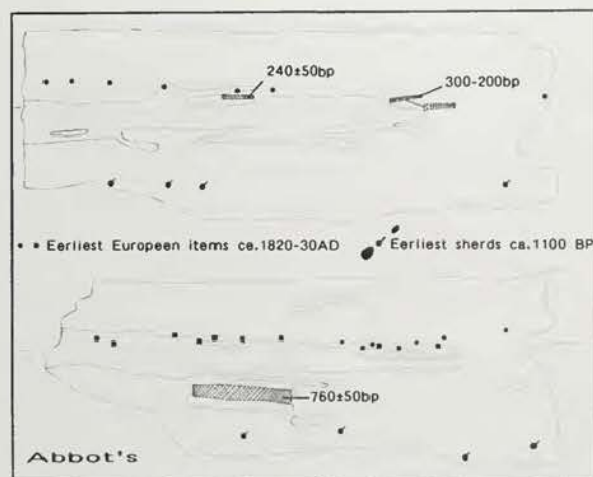 240±50bp
300-200bp
Eerliest Europeen items ce.1820-30AD
Eerliest sherds ca.1100 BP
760±50bp
Abbot's